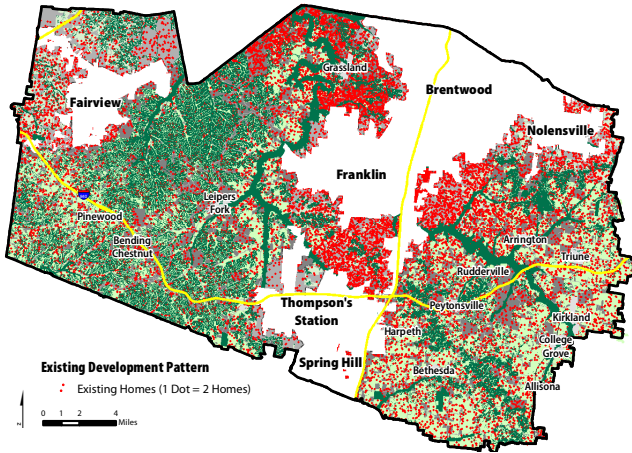 Grassland
Brentwood
Fairview
Nolensville
Franklin
Leipers
Fork
Pinewood
Arrington
Bending
Chestnut
Triune
Rudderville
Thompson's
Station
Peytonsville
Kirkland
Harpeth
College
Grove
Spring Hill
Bethesda
Allisona
Existing Development Pattern
Existing Homes (1 Dot = 2 Homes)
0 1 2 4
Miles